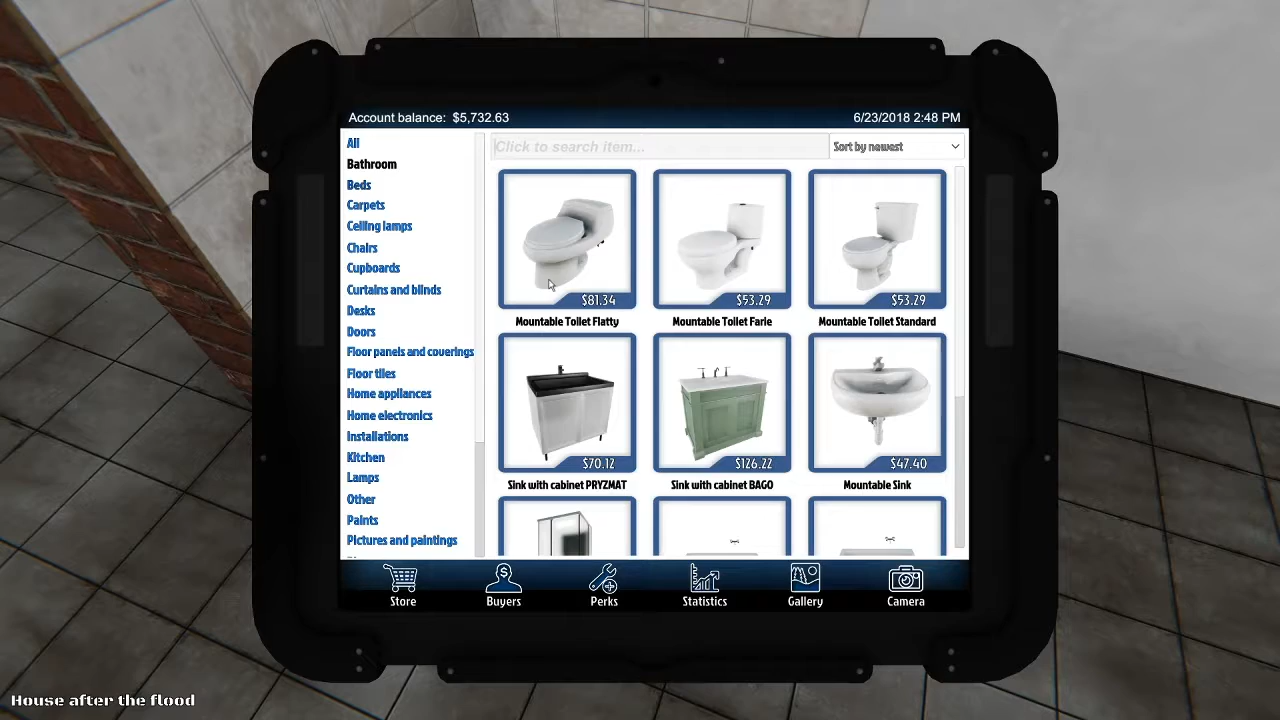 Account balance: $5,732.63
6/23/2018 2:48 PM
All
Bathroom
Beds
Carpets
Ceiling lamps
Chairs
Cupboards
Curtains and blinds
Desks
Doors
Floor panels and coverings
Floor tiles
Home appliances
Home electronics
Installations
Kitchen
Lamps
Other
Paints
Pictures and paintings
Click to search item...
Sort by newest
$81.34
$53.29
$53.29
Mountable Toilet Flatty
Mountable Toilet Farie
Mountable Toilet Standard
$70.12
$126.22
$47.40
Sink with cabinet PRYZMAT
Sink with cabinet BAGO
Mountable Sink
Store
Buyers
Perks
Statistics
Gallery
Camera
House after the flood